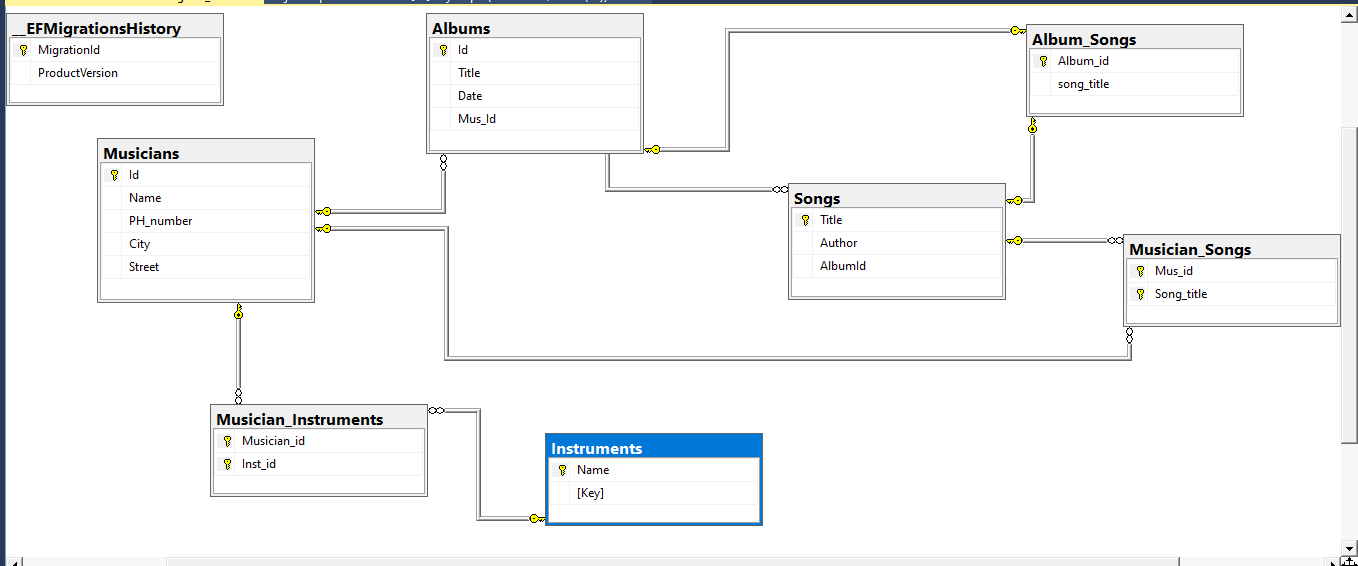 __EFMigrationsHistory
MigrationId
ProductVersion
Albums
Id
Title
Date
Mus_Id
Album_Songs
Album_id
song_title
Musicians
Id
Name
PH_number
City
Street
Songs
Title
Author
AlbumId
Musician_Songs
Mus_id
Song_title
Musician_Instruments
Musician_id
Inst_id
Instruments
Name
[Key]